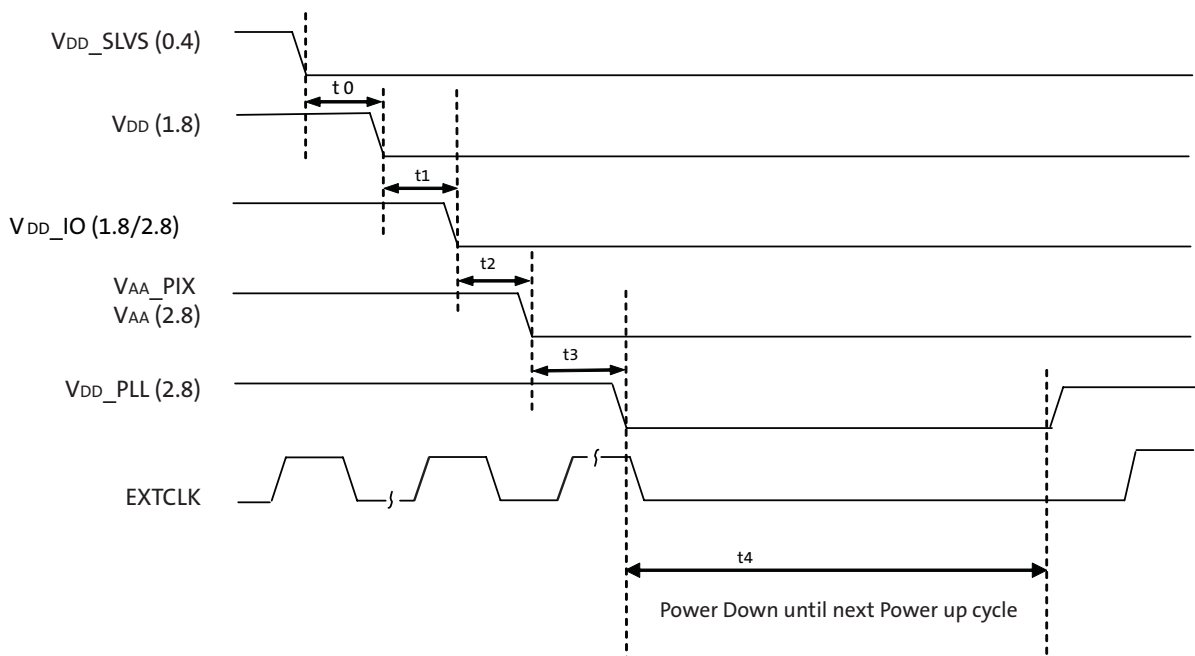 VDD_SLVS (0.4)
t 0
VDD (1.8)
t1
VDD_IO (1.8/2.8)
t2
VAA_PIX
VAA (2.8)
t3
VDD_PLL (2.8)
EXTCLK
t4
Power Down until next Power up cycle